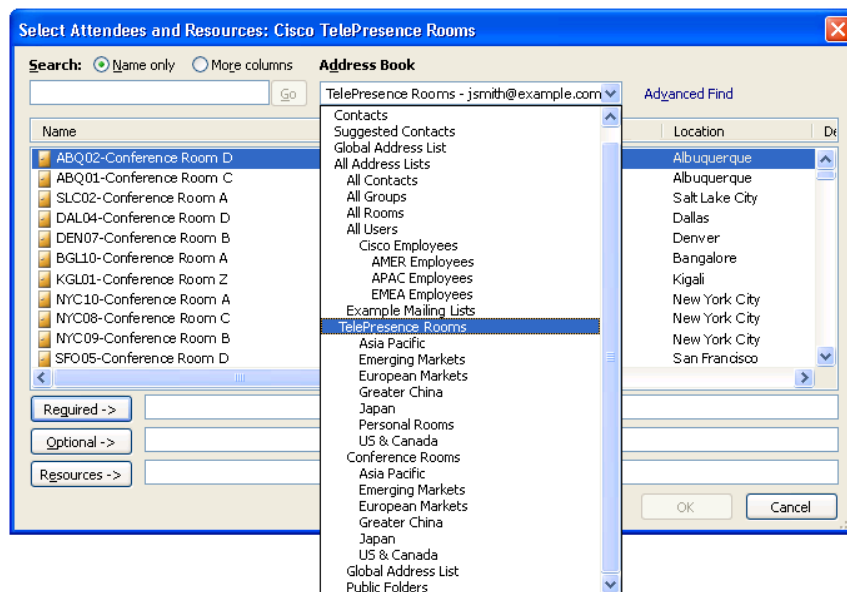 Select Attendees and Resources: Cisco TelePresence Rooms
Search: Name only More columns Address Book
Go TelePresence Rooms - jsmith@example.com Advanced Find
Name Location De
ABQ02-Conference Room D Albuquerque
ABQ01-Conference Room C Albuquerque
SLC02-Conference Room A Salt Lake City
DAL04-Conference Room D Dallas
DEN07-Conference Room B Denver
BGL10-Conference Room A Bangalore
KGL01-Conference Room Z Kigali
NYC10-Conference Room A New York City
NYC08-Conference Room C New York City
NYC09-Conference Room B New York City
SFO05-Conference Room D San Francisco
Contacts
Suggested Contacts
Global Address List
All Address Lists
All Contacts
All Groups
All Rooms
All Users
Cisco Employees
AMER Employees
APAC Employees
EMEA Employees
Example Mailing Lists
TelePresence Rooms
Asia Pacific
Emerging Markets
European Markets
Greater China
Japan
Personal Rooms
US & Canada
Conference Rooms
Asia Pacific
Emerging Markets
European Markets
Greater China
Japan
US & Canada
Global Address List
Public Folders
Required ->
Optional ->
Resources ->
OK Cancel